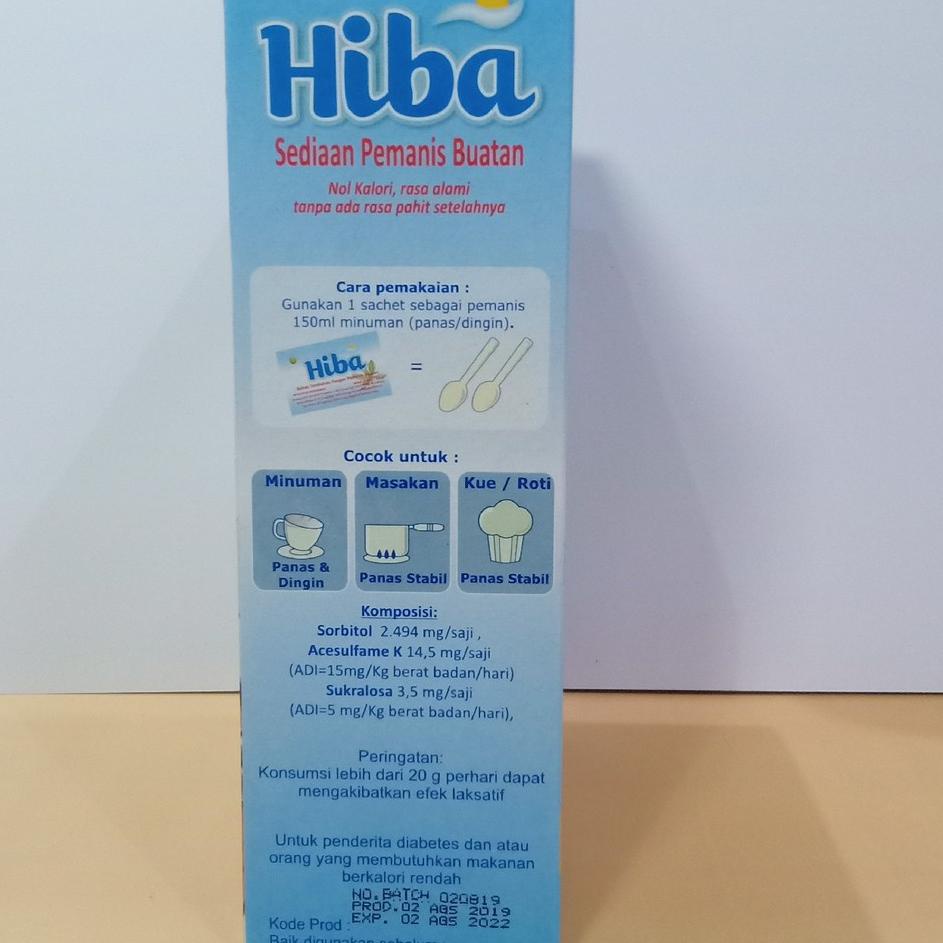 Hiba
Sediaan Pemanis Buatan
Nol Kalori, rasa alami
tanpa ada rasa pahit setelahnya
Cara pemakaian :
Gunakan 1 sachet sebagai pemanis
150ml minuman (panas/dingin).
Hiba
=
Cocok untuk :
Minuman
Panas &
Dingin
Masakan
Panas Stabil
Kue / Roti
Panas Stabil
Komposisi:
Sorbitol 2.494 mg/saji ,
Acesulfame K 14,5 mg/saji
(ADI=15mg/Kg berat badan/hari)
Sukralosa 3,5 mg/saji
(ADI=5 mg/Kg berat badan/hari),
Peringatan:
Konsumsi lebih dari 20 g perhari dapat
mengakibatkan efek laksatif
Untuk penderita diabetes dan atau
orang yang membutuhkan makanan
berkalori rendah
NO.BATCH 020819
PROD.02 AGS 2019
Kode Prod : EXP. 02 AGS 2022
Baik digunakan